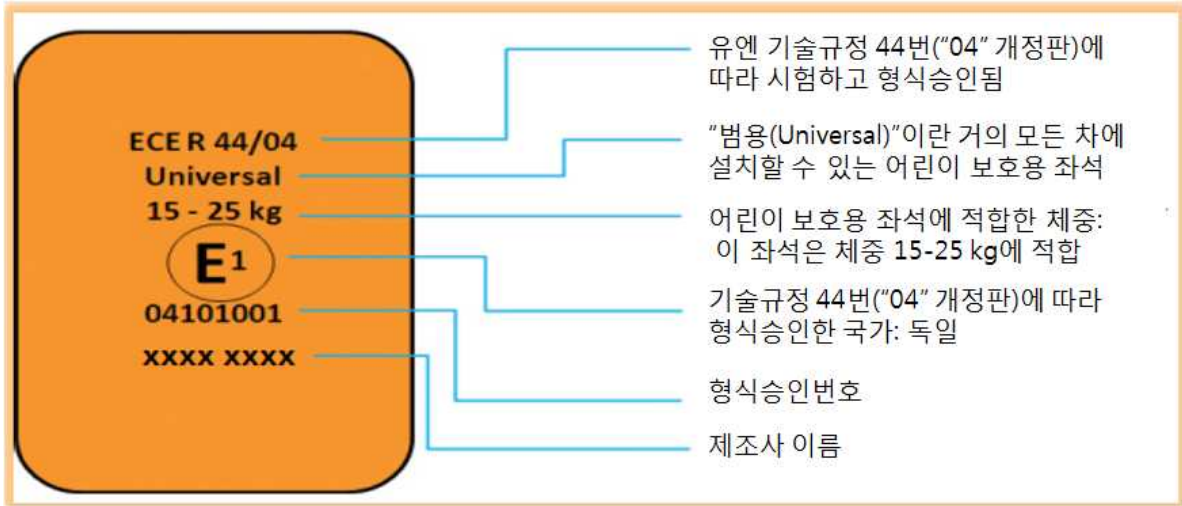 ECE R 44/04
Universal
15 - 25 kg
E1
04101001
xxxx xxxx
유엔 기술규정 44번("04" 개정판)에
따라 시험하고 형식승인됨
"범용(Universal)"이란 거의 모든 차에
설치할 수 있는 어린이 보호용 좌석
어린이 보호용 좌석에 적합한 체중:
이 좌석은 체중 15-25 kg에 적합
기술규정 44번("04" 개정판)에 따라
형식승인한 국가: 독일
형식승인번호
제조사 이름